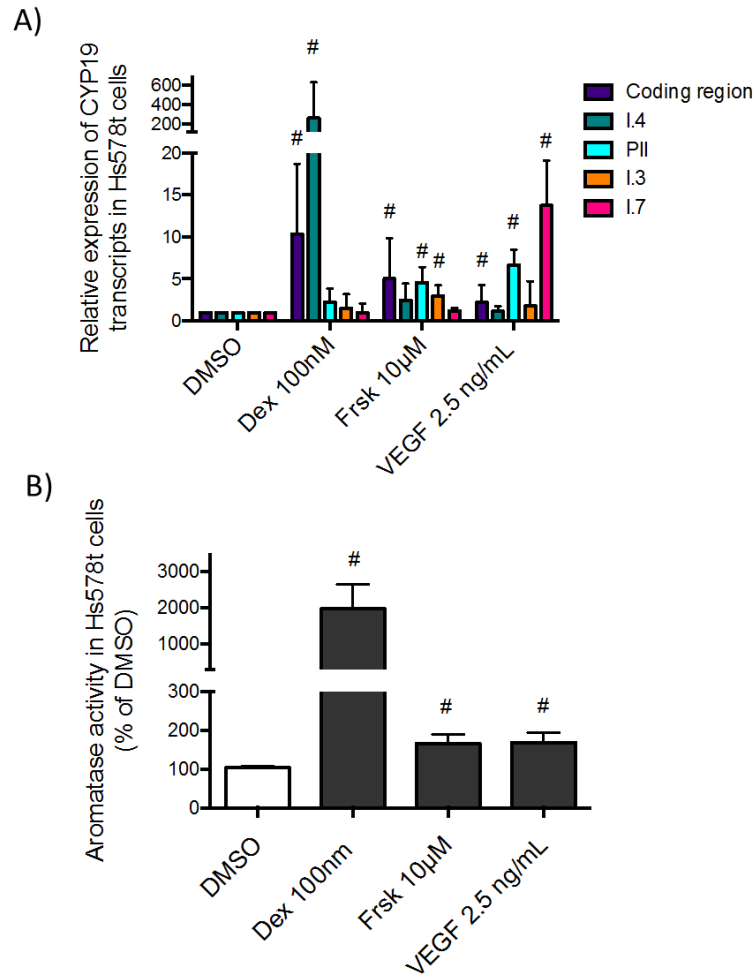 A)
Relative expression of CYP19
transcripts in Hs578t cells
600
400
200
20
15
10
5
0
#
#
#
#
#
#
#
#
DMSO
Dex 100nM
Frsk 10µM
VEGF 2.5 ng/mL
Coding region
I.4
PII
I.3
I.7
B)
Aromatase activity in Hs578t cells
(% of DMSO)
3000
2000
1000
300
200
100
0
#
#
#
DMSO
Dex 100nm
Frsk 10µM
VEGF 2.5 ng/mL